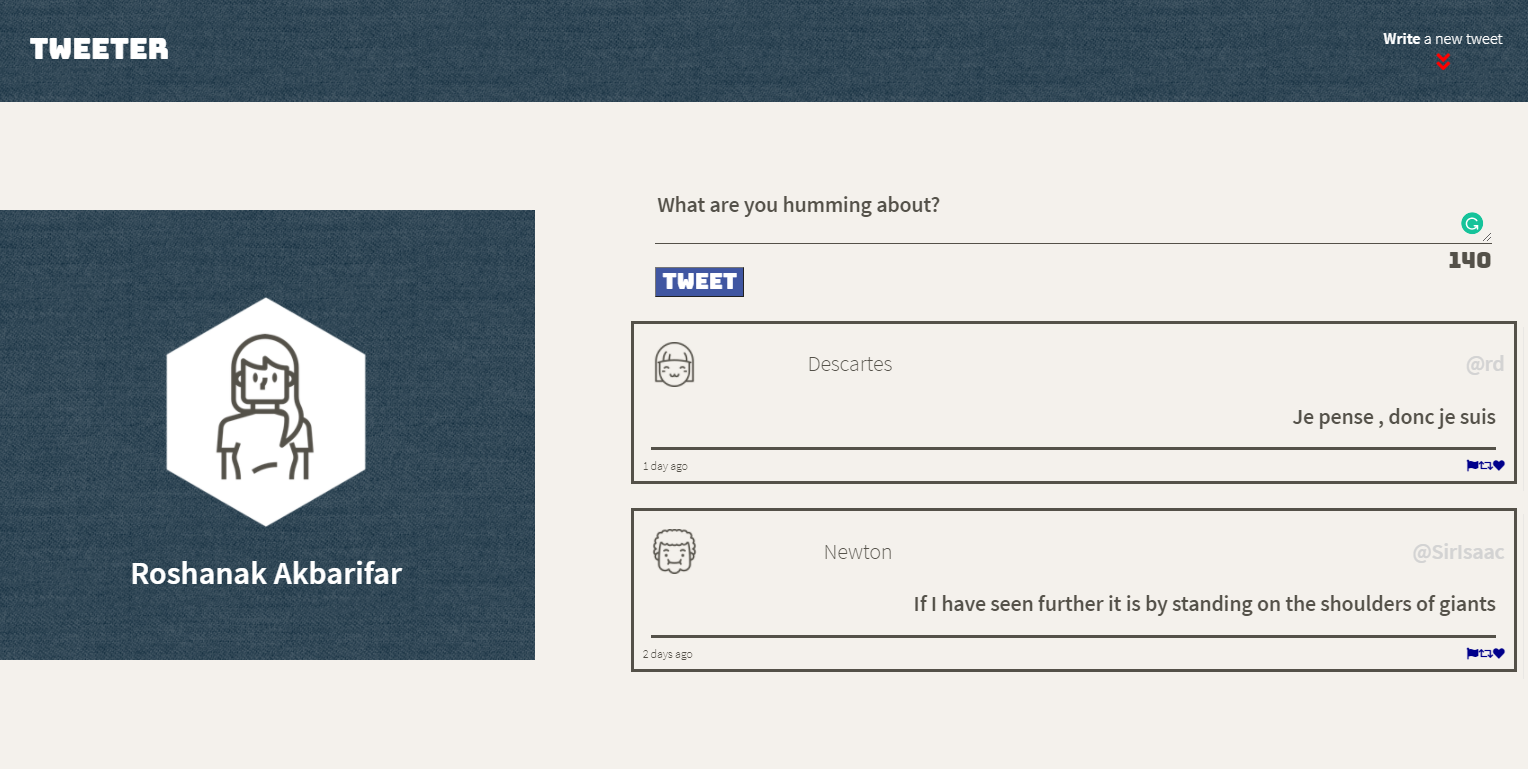 TWEETER
Write a new tweet
Roshanak Akbarifar
What are you humming about?
140
TWEET
Descartes
@rd
Je pense , donc je suis
1 day ago
Newton
@SirIsaac
If I have seen further it is by standing on the shoulders of giants
2 days ago